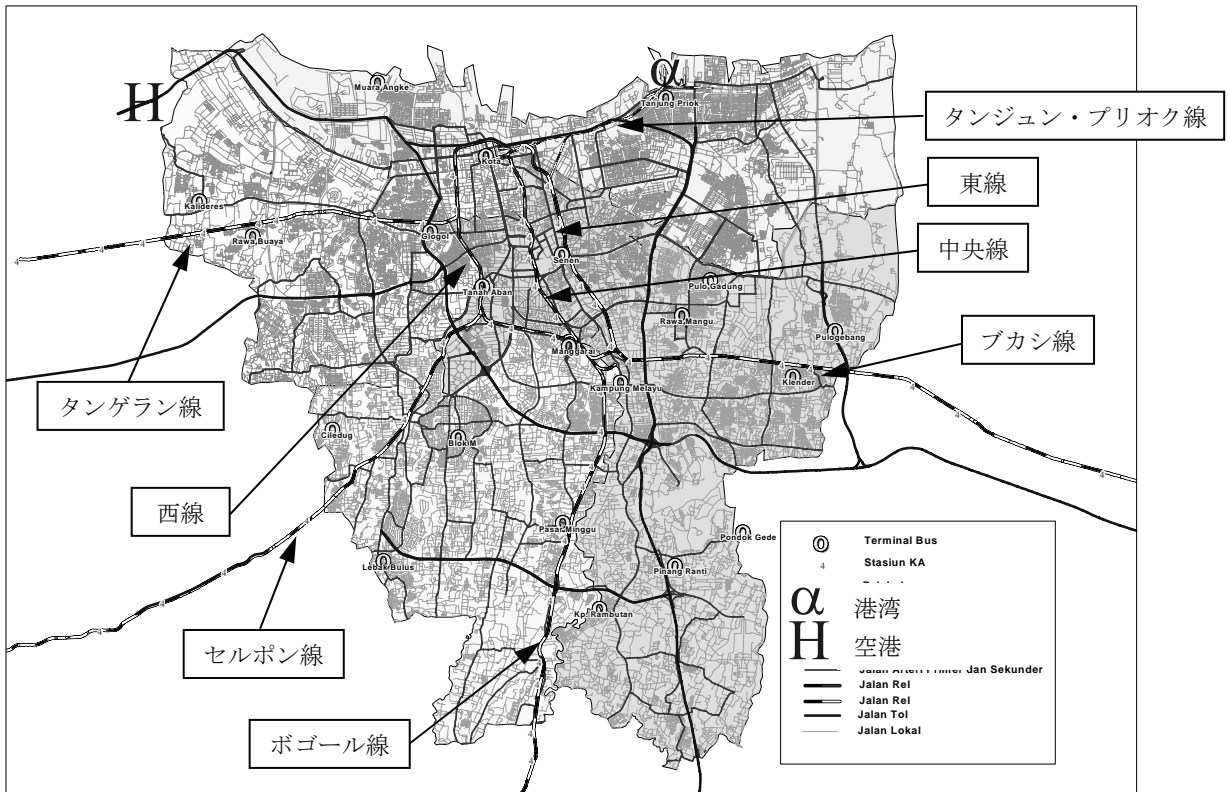 α
H
Muara Angke
Tanjung Priok
タンジュン・プリオク線
Kota
東線
Kalideres
Rawa Buaya
Glogol
Senen
中央線
Tanah Aban
Pulo Gadung
Rawa Mangu
Pulogebang
ブカシ線
Manggarai
Klender
Kampung Melayu
タンゲラン線
Ciledug
Blok M
西線
Pasar Minggu
Pondok Gede
Lebak Bulus
Pinang Ranti
Kp. Rambutan
セルポン線
ボゴール線
Terminal Bus
4 Stasiun KA
α 港湾
H 空港
Jan Sekunder
Jalan Rel
Jalan Rel
Jalan Tol
Jalan Lokal